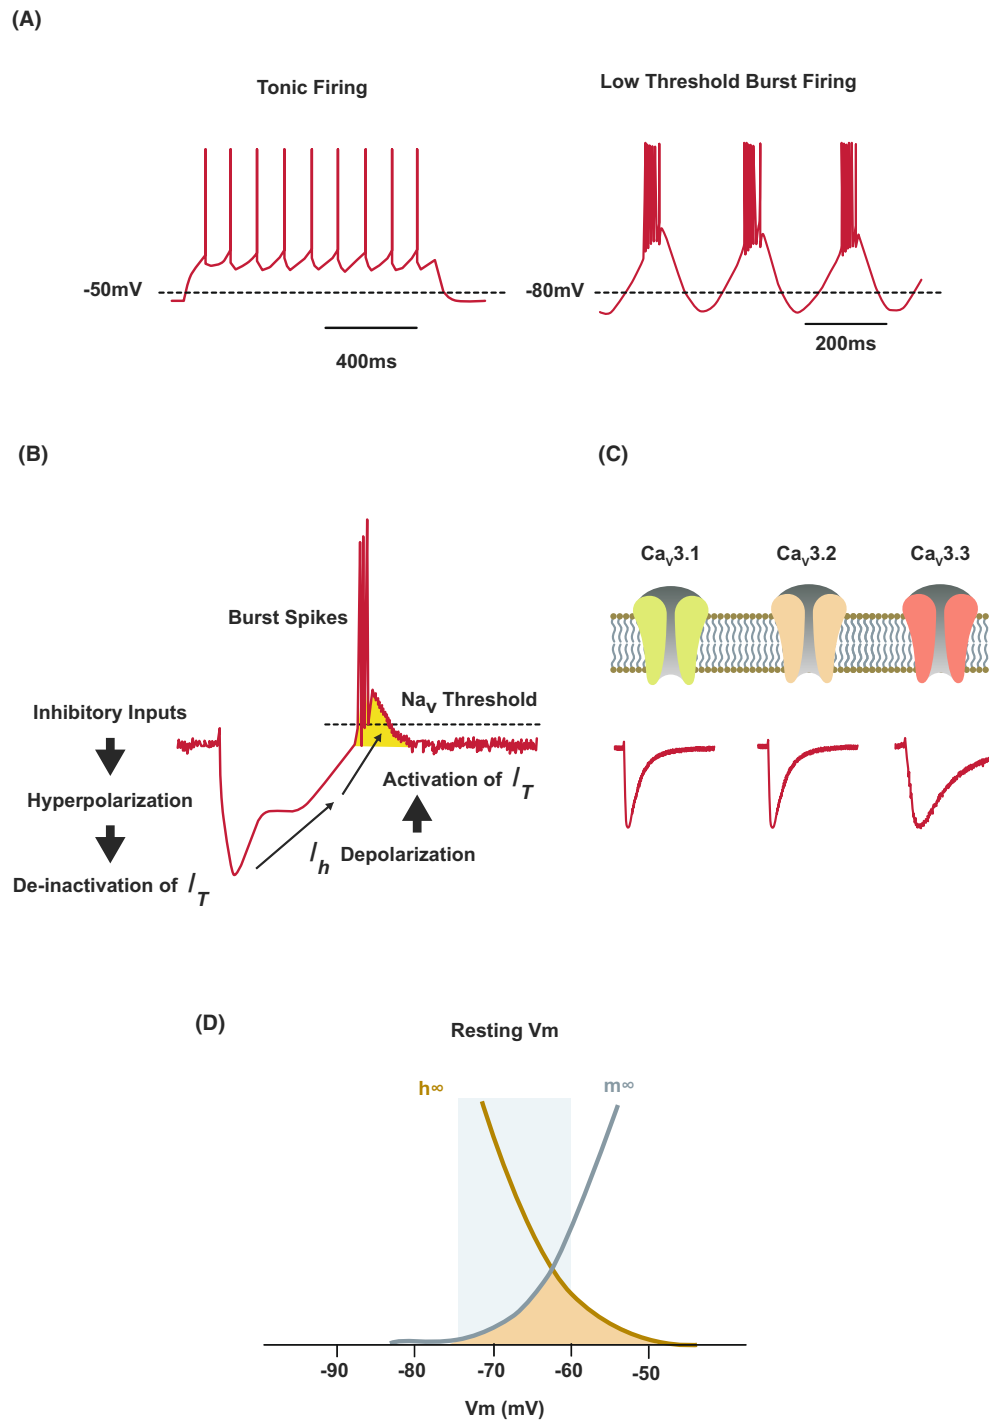 (A)
Tonic Firing
Low Threshold Burst Firing
-50mV
-80mV
400ms
200ms
(B)
(C)
Burst Spikes
Nav Threshold
Inhibitory Inputs
Hyperpolarization
De-inactivation of IT
Activation of IT
Ih
Depolarization
Cav3.1
Cav3.2
Cav3.3
(D)
Resting Vm
h∞
m∞
-90
-80
-70
-60
-50
Vm (mV)